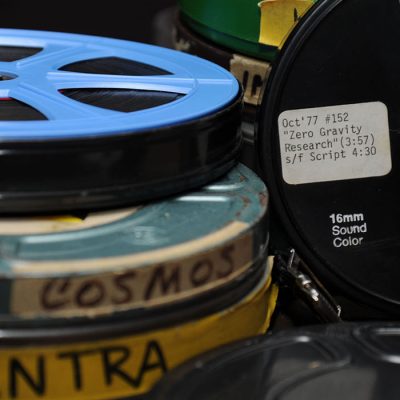 Oct'77 #152
"Zero Gravity
Research"(3:57)
s/f Script 4:30
16mm
Sound
Color
COSMOS
NTRA